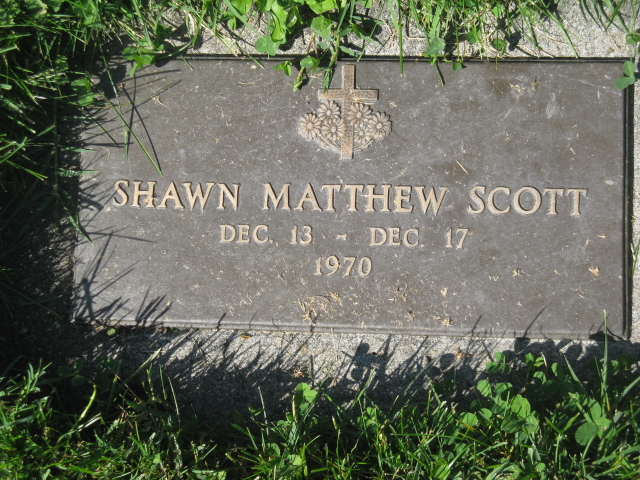 SHAWN MATTHEW SCOTT
DEC. 13 - DEC. 17
1970